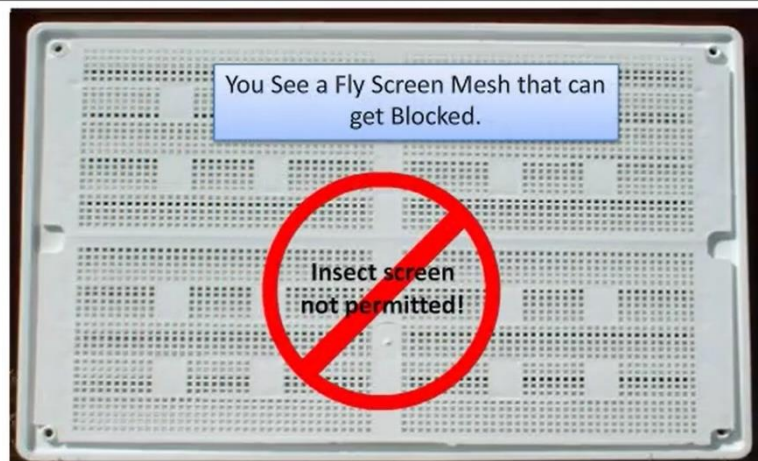 You See a Fly Screen Mesh that can
get Blocked.
Insect screen
not permitted!